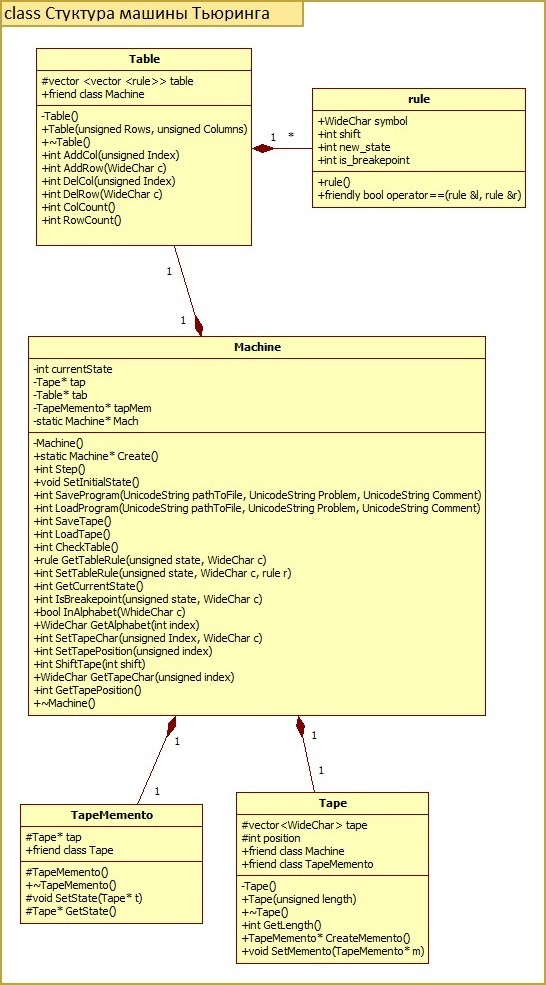 class Стуктура машины Тьюринга
Table
#vector <vector <rule>> table
+friend class Machine
-Table()
+Table(unsigned Rows, unsigned Columns)
+~Table()
+int AddCol(unsigned Index)
+int AddRow(WideChar c)
+int DelCol(unsigned Index)
+int DelRow(WideChar c)
+int ColCount()
+int RowCount()
1 *
rule
+WideChar symbol
+int shift
+int new_state
+int is_breakepoint
+rule()
+friendly bool operator==(rule &l, rule &r)
1
1
Machine
-int currentState
-Tape* tap
-Table* tab
-TapeMemento* tapMem
-static Machine* Mach
-Machine()
+static Machine* Create()
+int Step()
+void SetInitialState()
+int SaveProgram(UnicodeString pathToFile, UnicodeString Problem, UnicodeString Comment)
+int LoadProgram(UnicodeString pathToFile, UnicodeString Problem, UnicodeString Comment)
+int SaveTape()
+int LoadTape()
+int CheckTable()
+rule GetTableRule(unsigned state, WideChar c)
+int SetTableRule(unsigned state, WideChar c, rule r)
+int GetCurrentState()
+int IsBreakepoint(unsigned state, WideChar c)
+bool InAlphabet(WhideChar c)
+WideChar GetAlphabet(int index)
+int SetTapeChar(unsigned Index, WideChar c)
+int SetTapePosition(unsigned index)
+int ShiftTape(int shift)
+WideChar GetTapeChar(unsigned index)
+int GetTapePosition()
+~Machine()
1
1
1
1
TapeMemento
#Tape* tap
+friend class Tape
#TapeMemento()
+~TapeMemento()
#void SetState(Tape* t)
#Tape* GetState()
Tape
#vector<WideChar> tape
#int position
+friend class Machine
+friend class TapeMemento
-Tape()
+Tape(unsigned length)
+~Tape()
+int GetLength()
+TapeMemento* CreateMemento()
+void SetMemento(TapeMemento* m)